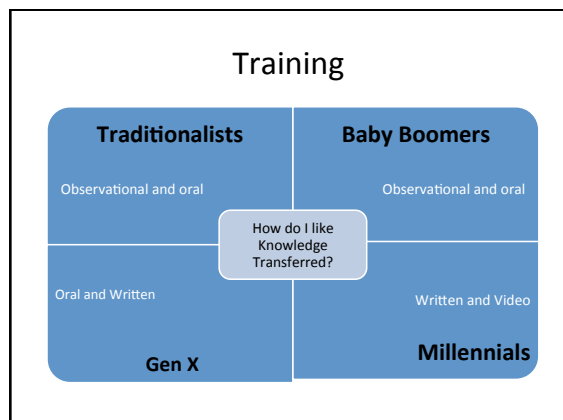 Training
Traditionalists
Baby Boomers
Observational and oral
Observational and oral
How do I like
Knowledge
Transferred?
Oral and Written
Written and Video
Gen X
Millennials